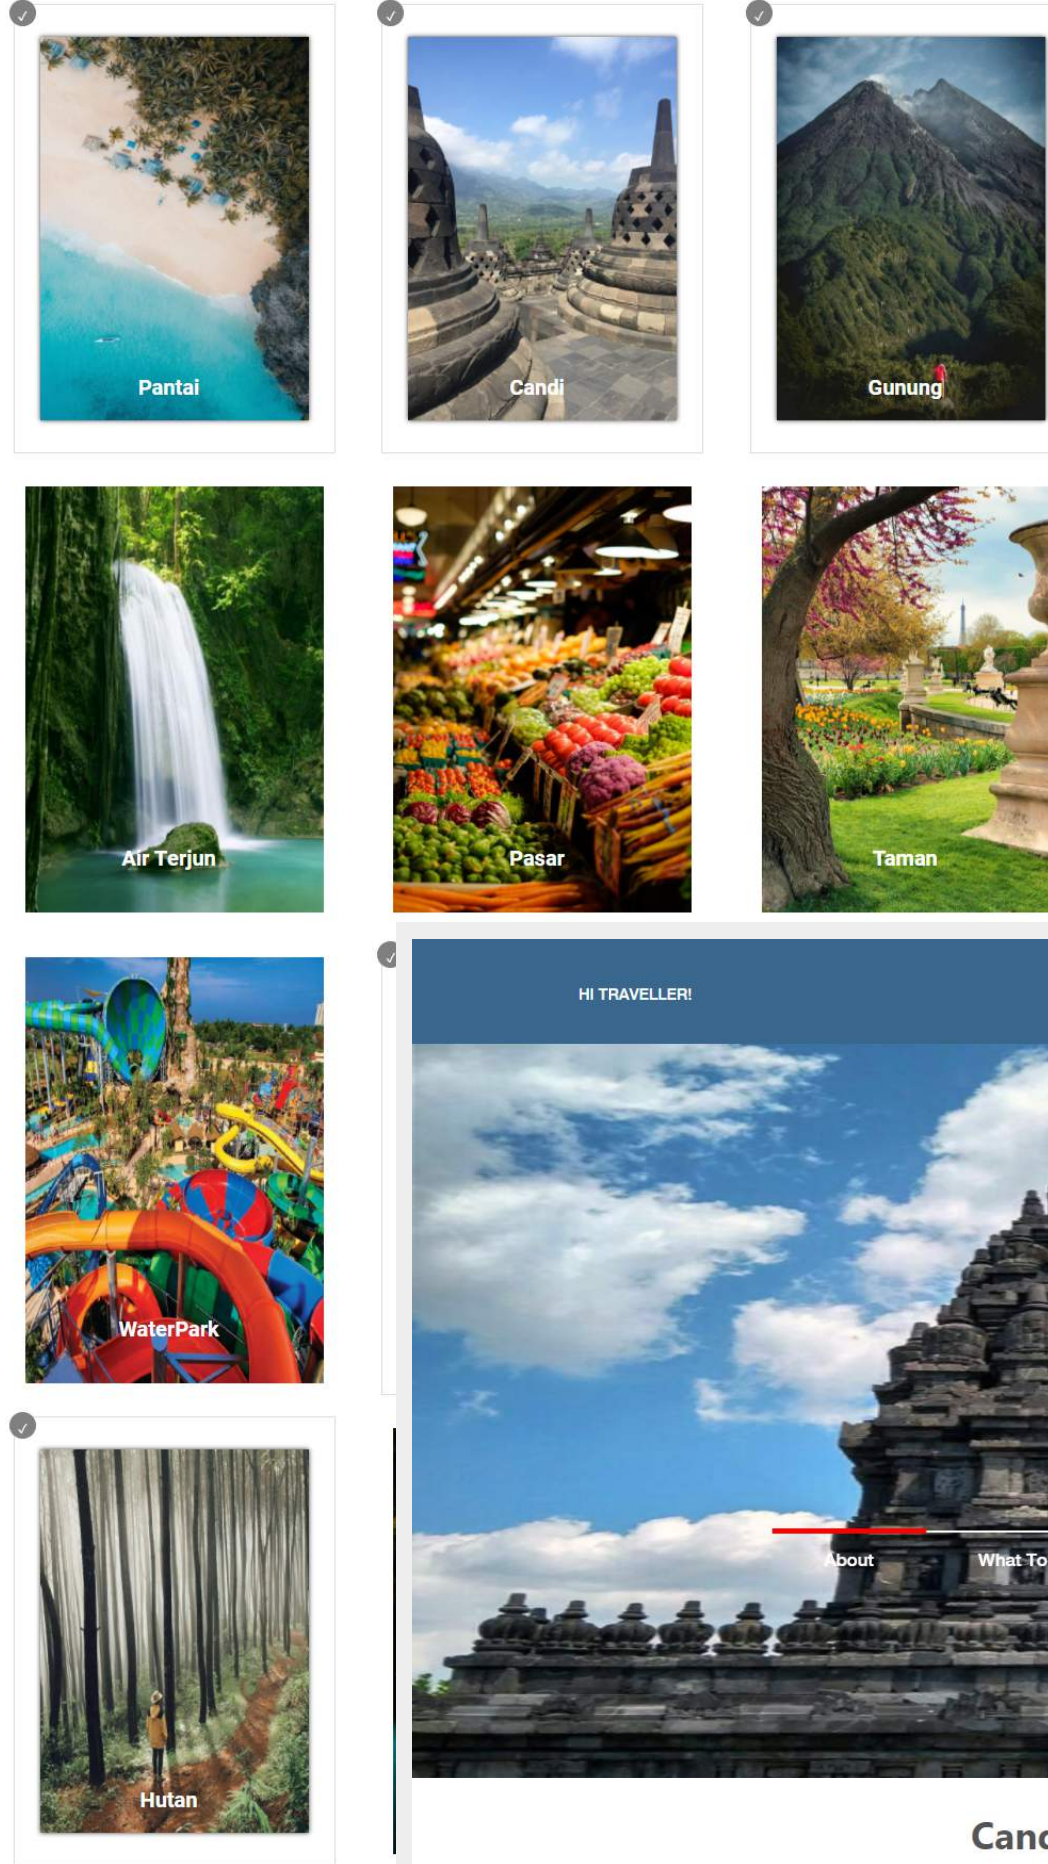 Pantai
Candi
Gunung
Air Terjun
Pasar
Taman
WaterPark
HI TRAVELLER!
About
What To
Hutan